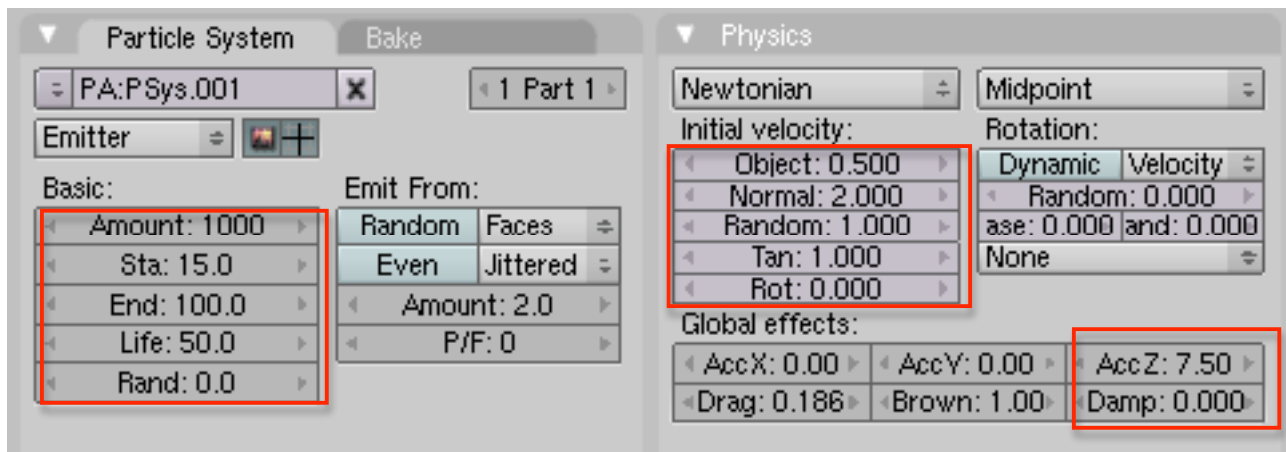 Particle System Bake
PA:PSys.001 1 Part 1
Emitter
Basic: Emit From:
Amount: 1000 Random Faces
Sta: 15.0 Even Jittered
End: 100.0 Amount: 2.0
Life: 50.0 P/F: 0
Rand: 0.0
Physics
Newtonian Midpoint
Initial velocity: Rotation:
Object: 0.500 Dynamic Velocity
Normal: 2.000 Random: 0.000
Random: 1.000 ase: 0.000 and: 0.000
Tan: 1.000 None
Rot: 0.000
Global effects:
AccX: 0.00 AccY: 0.00 AccZ: 7.50
Drag: 0.186 Brown: 1.00 Damp: 0.000